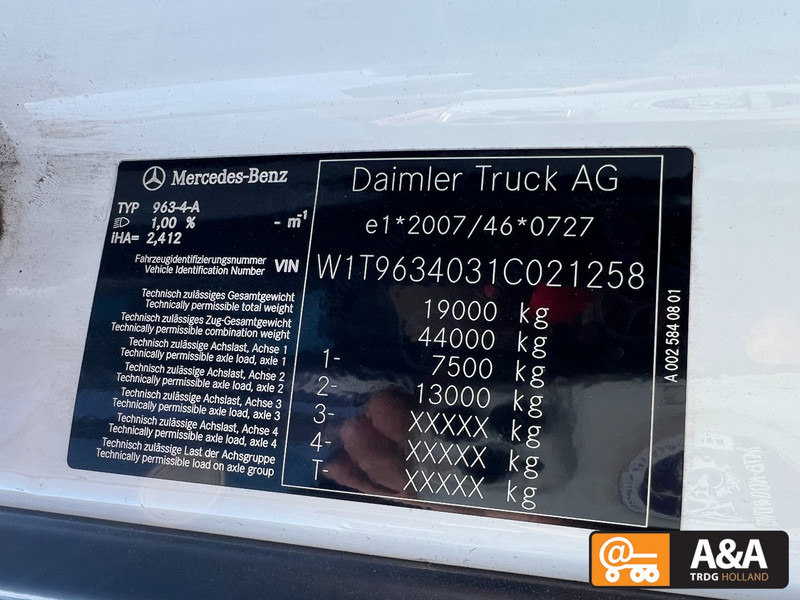 Mercedes-Benz
TYP 963-4-A
1,00 % - m-1
iHA= 2,412
Daimler Truck AG
e1*2007/46*0727
Fahrzeugidentifizierungsnummer
Vehicle Identification Number VIN W1T9634031C021258
Technisch zulässiges Gesamtgewicht
Technically permissible total weight 19000 kg
Technisch zulässiges Zug-Gesamtgewicht
Technically permissible combination weight 44000 kg
Technisch zulässige Achslast, Achse 1
Technically permissible axle load, axle 1 1- 7500 kg
Technisch zulässige Achslast, Achse 2
Technically permissible axle load, axle 2 2- 13000 kg
Technisch zulässige Achslast, Achse 3
Technically permissible axle load, axle 3 3- XXXXX kg
Technisch zulässige Achslast, Achse 4
Technically permissible axle load, axle 4 4- XXXXX kg
Technisch zulässige Last der Achsgruppe
Technically permissible load on axle group T- XXXXX kg
A 002 584 08 01
A&A
TRDG HOLLAND